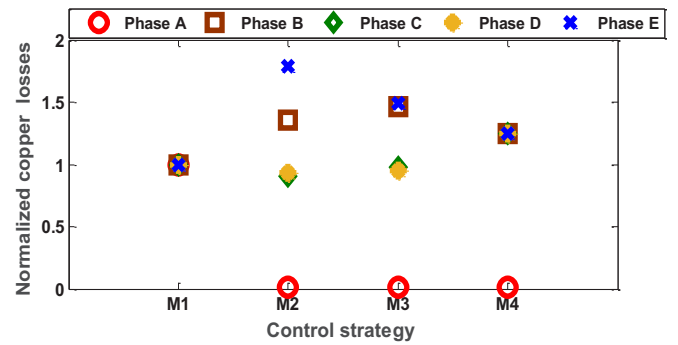 Phase A Phase B Phase C Phase D Phase E
Normalized copper losses
2
1.5
1
0.5
0
M1 M2 M3 M4
Control strategy